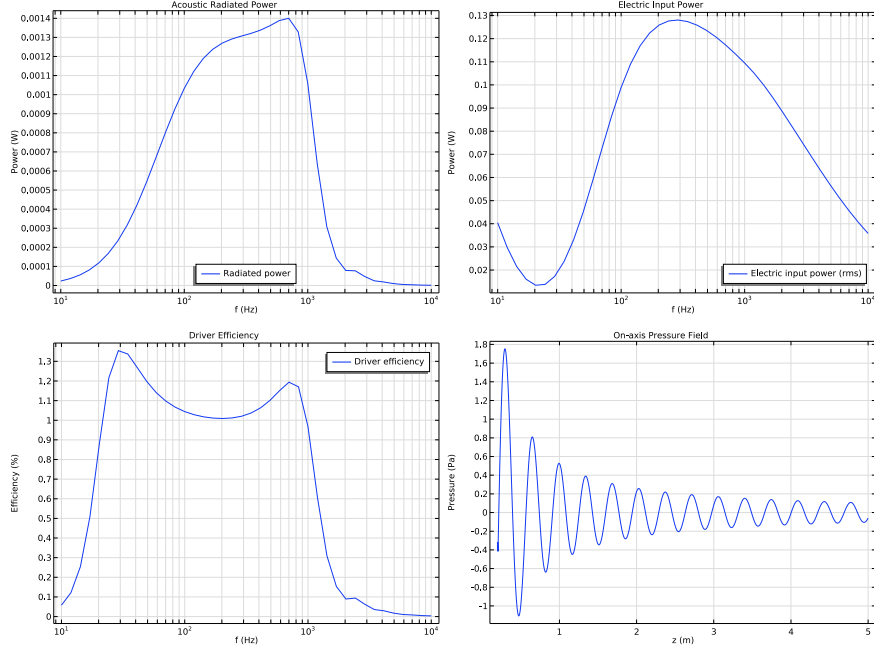 Acoustic Radiated Power
0.0014
0.0013
0.0012
0.0011
0.001
0.0009
0.0008
0.0007
0.0006
0.0005
0.0004
0.0003
0.0002
0.0001
0
Power (W)
Radiated power
10¹ 10² 10³ 10⁴
f (Hz)
Electric Input Power
0.13
0.12
0.11
0.1
0.09
0.08
0.07
0.06
0.05
0.04
0.03
0.02
Power (W)
Electric input power (rms)
10¹ 10² 10³ 10⁴
f (Hz)
Driver Efficiency
1.3
1.2
1.1
1
0.9
0.8
0.7
0.6
0.5
0.4
0.3
0.2
0.1
0
Efficiency (%)
Driver efficiency
10¹ 10² 10³ 10⁴
f (Hz)
On-axis Pressure Field
1.8
1.6
1.4
1.2
1
0.8
0.6
0.4
0.2
0
-0.2
-0.4
-0.6
-0.8
-1
Pressure (Pa)
1 2 3 4 5
z (m)